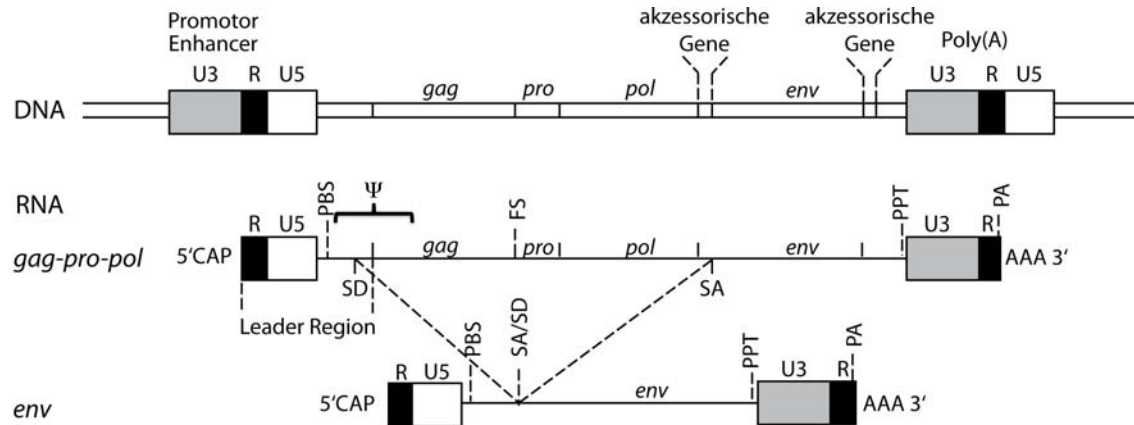 akzessorische akzessorische
Promotor Gene Gene Poly(A)
Enhancer
U3 R U5 U3 R U5
DNA gag pro pol env
RNA PBS Ψ FS PPT PA
R U5 U3 R
gag-pro-pol 5'CAP gag pro pol env AAA 3'
SD SA
Leader Region
PBS SA/SD PPT PA
R U5 U3 R
env 5'CAP env AAA 3'